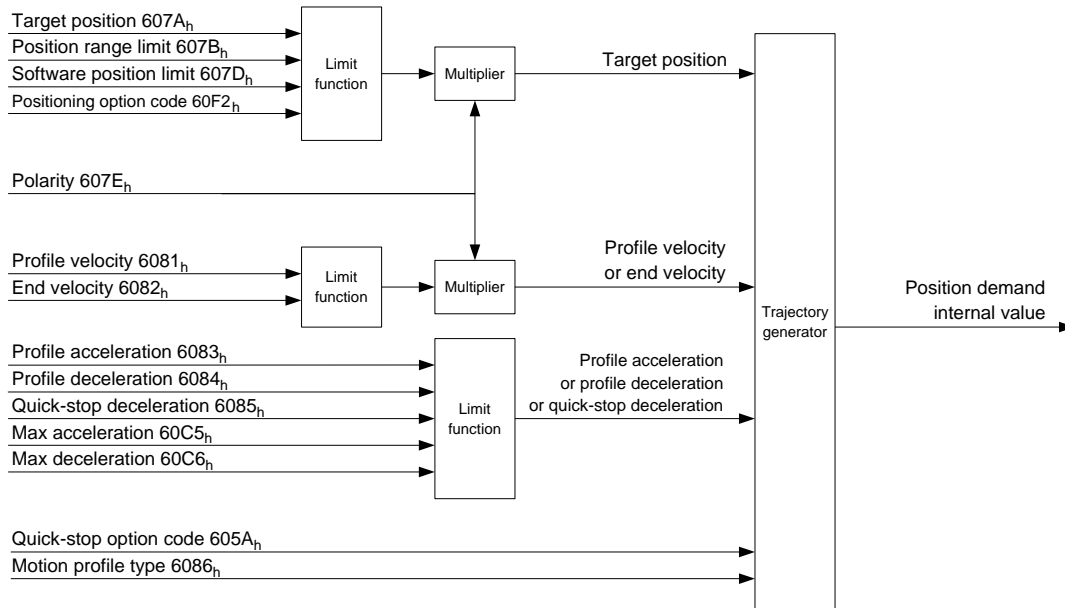 Target position 607Ah
Position range limit 607Bh
Software position limit 607Dh
Positioning option code 60F2h
Limit
function
Multiplier
Target position
Polarity 607Eh
Profile velocity 6081h
End velocity 6082h
Limit
function
Multiplier
Profile velocity
or end velocity
Trajectory
generator
Position demand
internal value
Profile acceleration 6083h
Profile deceleration 6084h
Quick-stop deceleration 6085h
Max acceleration 60C5h
Max deceleration 60C6h
Limit
function
Profile acceleration
or profile deceleration
or quick-stop deceleration
Quick-stop option code 605Ah
Motion profile type 6086h